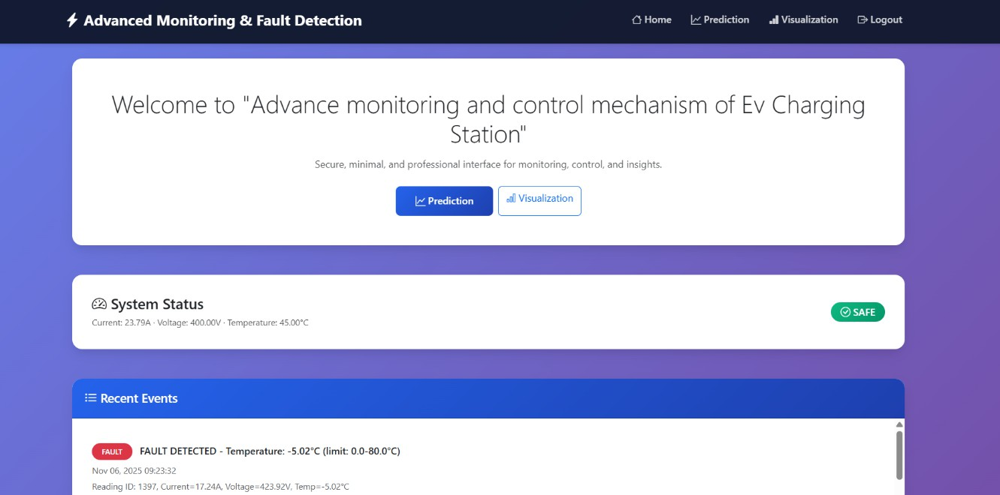 Advanced Monitoring & Fault Detection
Home
Prediction
Visualization
Logout
Welcome to "Advance monitoring and control mechanism of Ev Charging
Station"
Secure, minimal, and professional interface for monitoring, control, and insights.
Prediction
Visualization
System Status
Current: 23.79A · Voltage: 400.00V · Temperature: 45.00°C
SAFE
Recent Events
FAULT
FAULT DETECTED - Temperature: -5.02°C (limit: 0.0-80.0°C)
Nov 06, 2025 09:23:32
Reading ID: 1397, Current=17.24A, Voltage=423.92V, Temp=-5.02°C